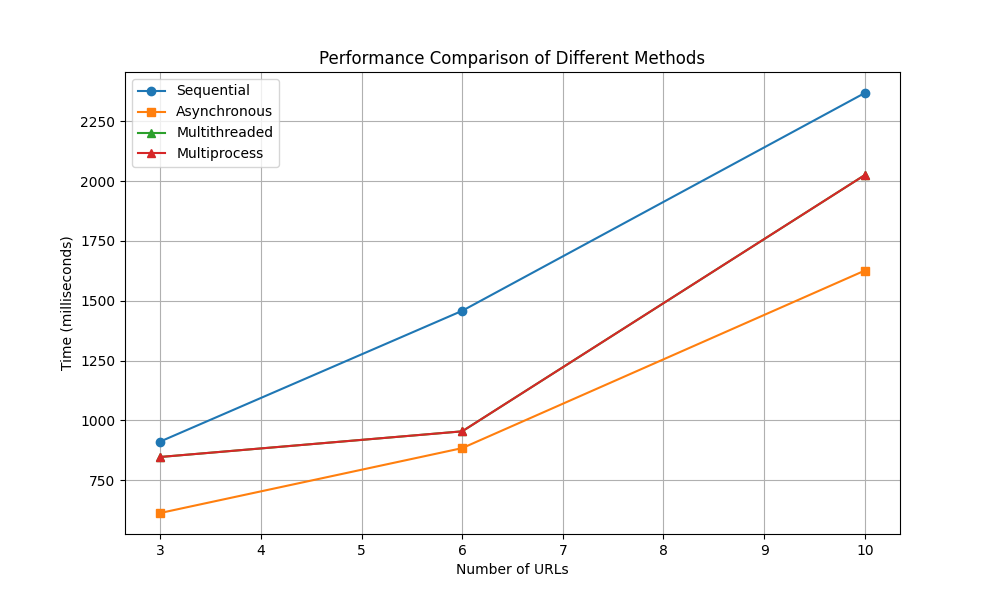 Performance Comparison of Different Methods
Sequential
Asynchronous
Multithreaded
Multiprocess
Time (milliseconds)
2250
2000
1750
1500
1250
1000
750
3 4 5 6 7 8 9 10
Number of URLs